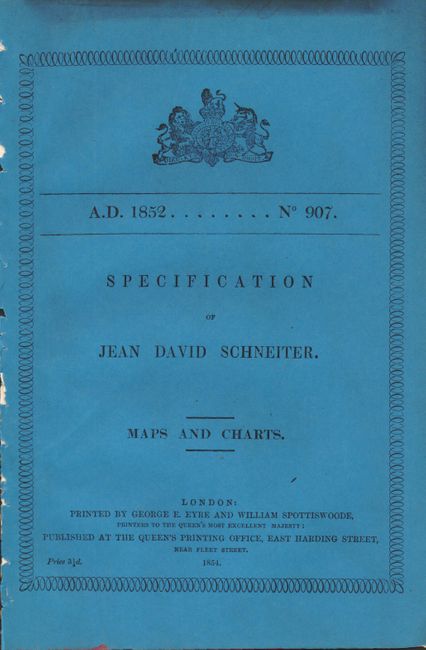 A.D. 1852 . . . . . . . . Nº 907.
SPECIFICATION
OF
JEAN DAVID SCHNEITER.
MAPS AND CHARTS.
LONDON:
PRINTED BY GEORGE E. EYRE AND WILLIAM SPOTTISWOODE,
PRINTERS TO THE QUEEN'S MOST EXCELLENT MAJESTY:
PUBLISHED AT THE QUEEN'S PRINTING OFFICE, EAST HARDING STREET,
NEAR FLEET STREET.
Price 3½d. 1854.